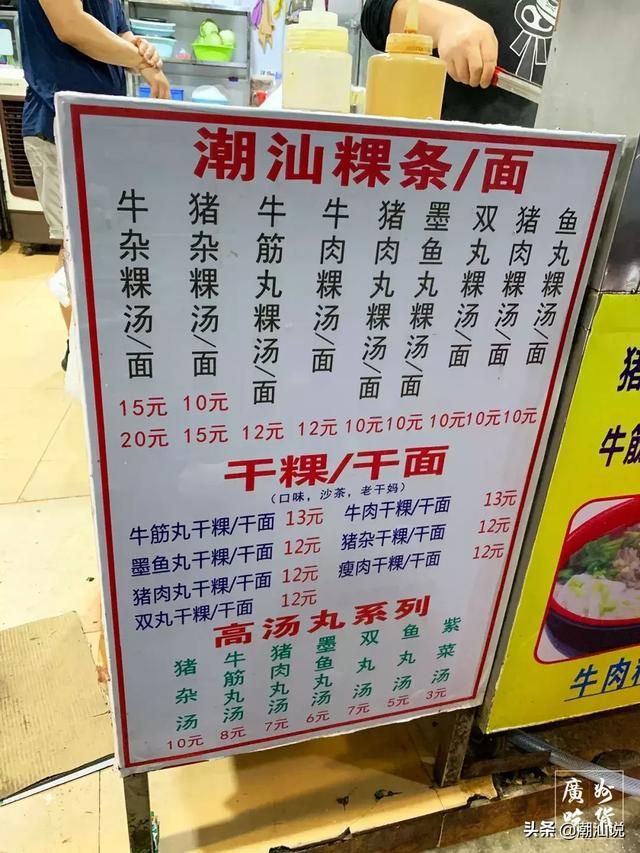 潮汕粿条/面
牛杂粿汤/面
猪杂粿汤/面
牛筋丸粿汤/面
牛肉粿汤/面
猪肉丸粿汤/面
墨鱼丸粿汤/面
双丸粿汤/面
猪肉粿汤/面
鱼丸粿汤/面
15元 10元
20元 15元 12元 12元 10元 10元 10元 10元 10元
干粿/干面
（口味，沙茶，老干妈）
牛筋丸干粿/干面 13元 牛肉干粿/干面 13元
墨鱼丸干粿/干面 12元 猪杂干粿/干面 12元
猪肉丸干粿/干面 12元 瘦肉干粿/干面 12元
双丸干粿/干面 12元
高汤丸系列
猪杂汤
牛筋丸汤
猪肉丸汤
墨鱼丸汤
双丸汤
鱼丸汤
紫菜汤
10元 8元 7元 6元 7元 5元 3元
猪
牛筋
牛肉
廣州吃货
头条 @潮汕说